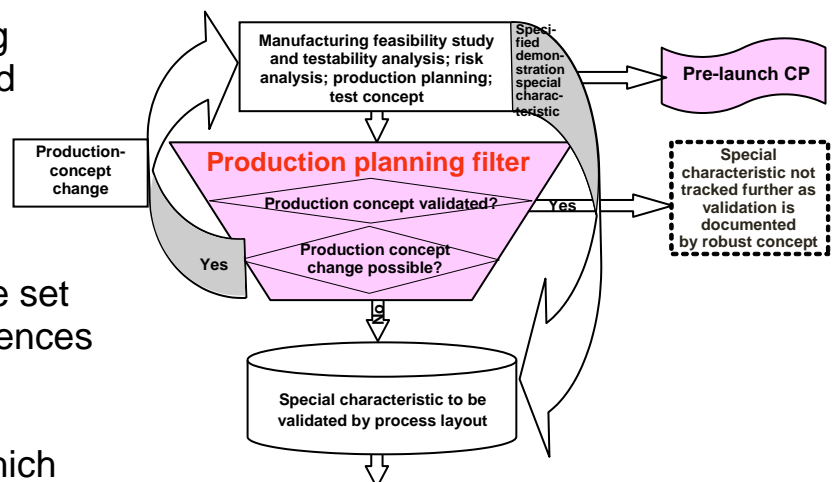 g
d
e set
ences
nich
Manufacturing feasibility study
and testability analysis; risk
analysis; production planning;
test concept
Speci-
fied
demon-
stration
special
charac-
teristic
Pre-launch CP
Production-
concept
change
Production planning filter
Production concept validated?
Yes
Special
characteristic not
tracked further as
validation is
documented
by robust concept
Production concept
change possible?
Yes
No
Special characteristic to be
validated by process layout